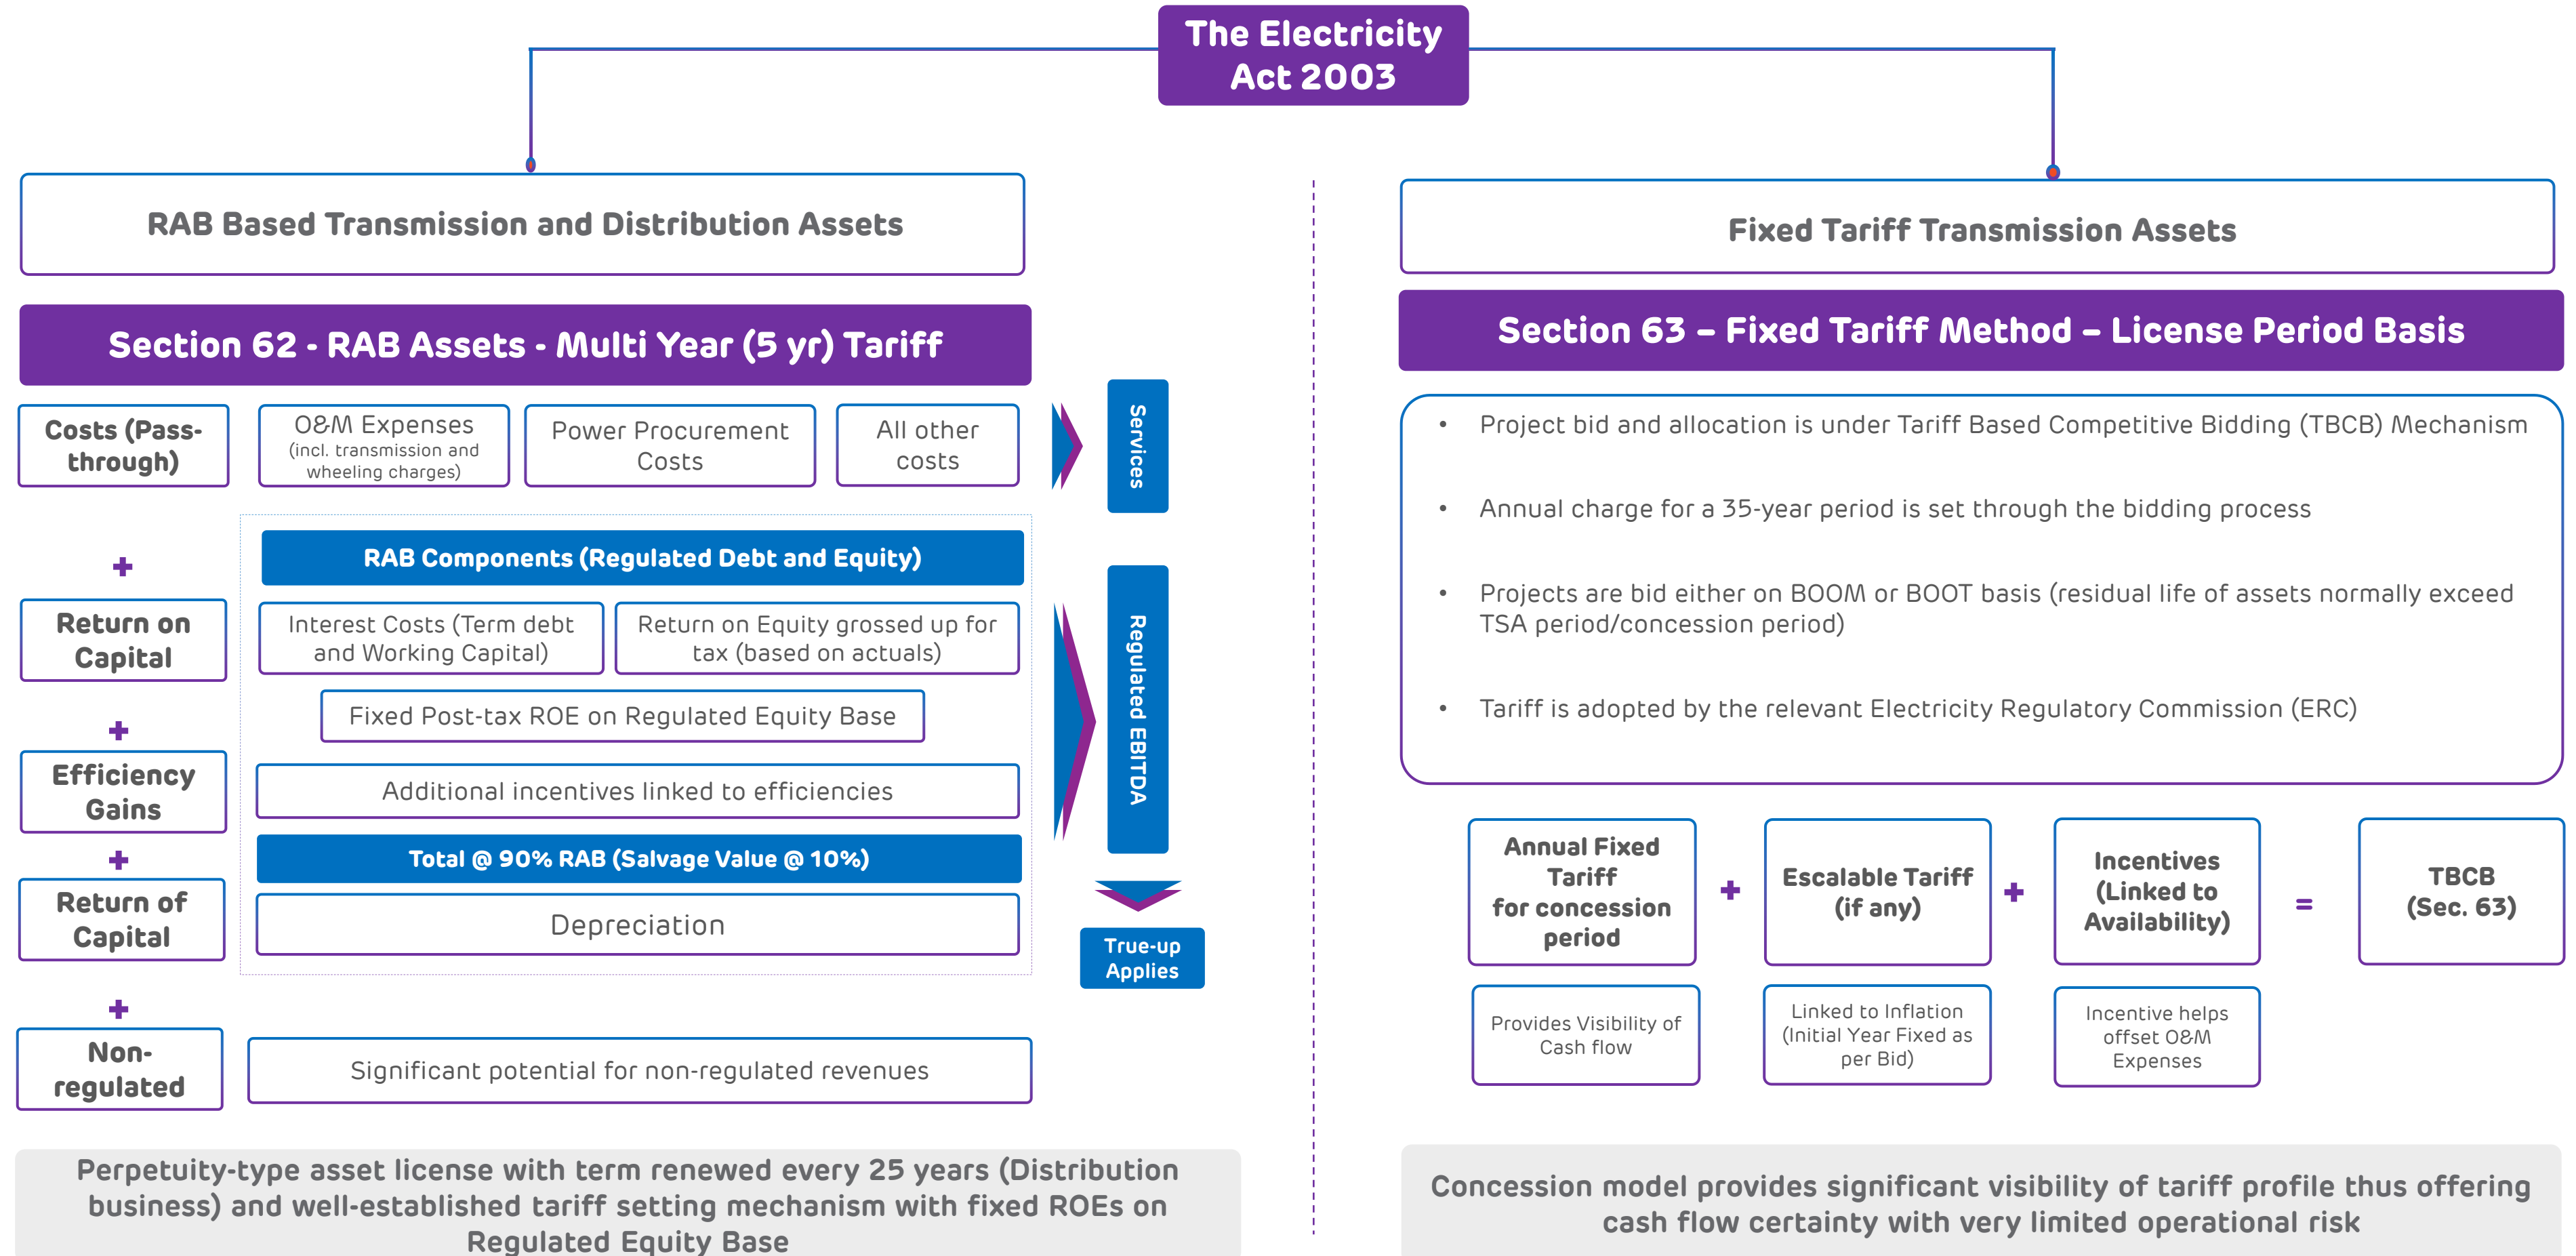 The Electricity
Act 2003
RAB Based Transmission and Distribution Assets
Section 62 - RAB Assets - Multi Year (5 yr) Tariff
Costs (Pass-
through)
O&M Expenses
(incl. transmission and
wheeling charges)
Power Procurement
Costs
All other
costs
Services
+
RAB Components (Regulated Debt and Equity)
Return on
Capital
Interest Costs (Term debt
and Working Capital)
Return on Equity grossed up for
tax (based on actuals)
Fixed Post-tax ROE on Regulated Equity Base
Regulated EBITDA
+
Efficiency
Gains
Additional incentives linked to efficiencies
+
Total @ 90% RAB (Salvage Value @ 10%)
Return of
Capital
Depreciation
True-up
Applies
+
Non-
regulated
Significant potential for non-regulated revenues
Perpetuity-type asset license with term renewed every 25 years (Distribution
business) and well-established tariff setting mechanism with fixed ROEs on
Regulated Equity Base
Fixed Tariff Transmission Assets
Section 63 – Fixed Tariff Method – License Period Basis
• Project bid and allocation is under Tariff Based Competitive Bidding (TBCB) Mechanism
• Annual charge for a 35-year period is set through the bidding process
• Projects are bid either on BOOM or BOOT basis (residual life of assets normally exceed
TSA period/concession period)
• Tariff is adopted by the relevant Electricity Regulatory Commission (ERC)
Annual Fixed
Tariff
for concession
period
+
Escalable Tariff
(if any)
+
Incentives
(Linked to
Availability)
=
TBCB
(Sec. 63)
Provides Visibility of
Cash flow
Linked to Inflation
(Initial Year Fixed as
per Bid)
Incentive helps
offset O&M
Expenses
Concession model provides significant visibility of tariff profile thus offering
cash flow certainty with very limited operational risk